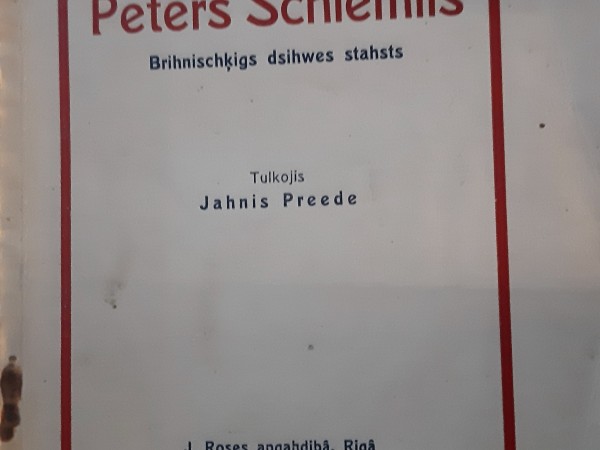 Peters Schlemils
Brihnischķigs dsihwes stahsts
Tulkojis
Jahnis Preede
J. Roses apgahdibâ, Rigâ